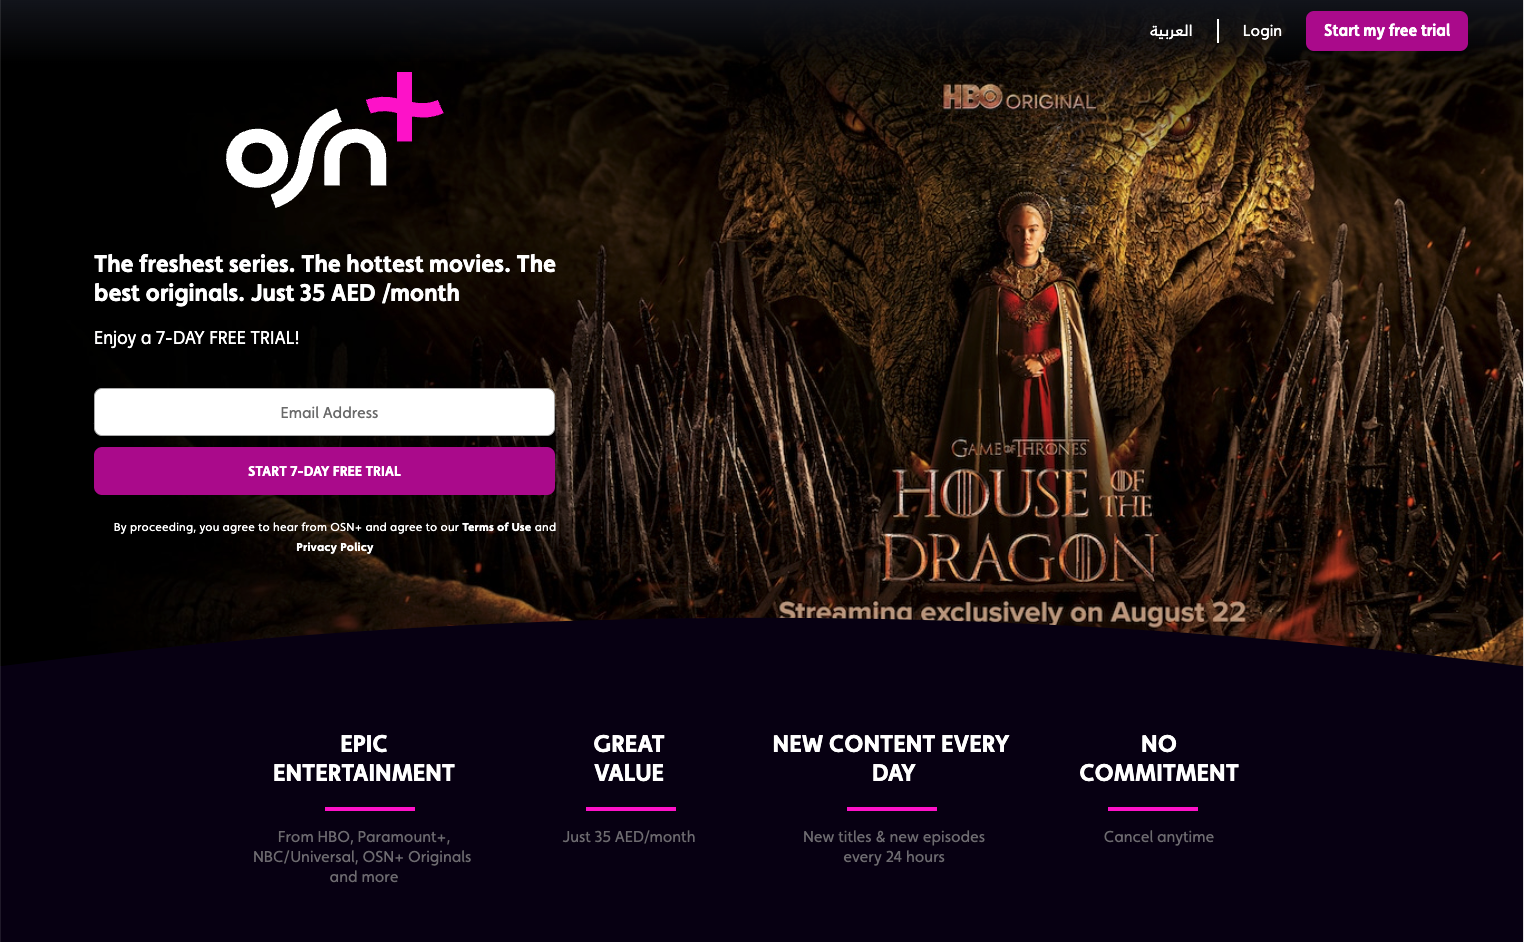 العربية
Login
Start my free trial
osn+
HBO ORIGINAL
The freshest series. The hottest movies. The
best originals. Just 35 AED /month
Enjoy a 7-DAY FREE TRIAL!
Email Address
START 7-DAY FREE TRIAL
By proceeding, you agree to hear from OSN+ and agree to our Terms of Use and
Privacy Policy
GAME OF THRONES
HOUSE OF THE
DRAGON
Streaming exclusively on August 22
EPIC
ENTERTAINMENT
From HBO, Paramount+,
NBC/Universal, OSN+ Originals
and more
GREAT
VALUE
Just 35 AED/month
NEW CONTENT EVERY
DAY
New titles & new episodes
every 24 hours
NO
COMMITMENT
Cancel anytime